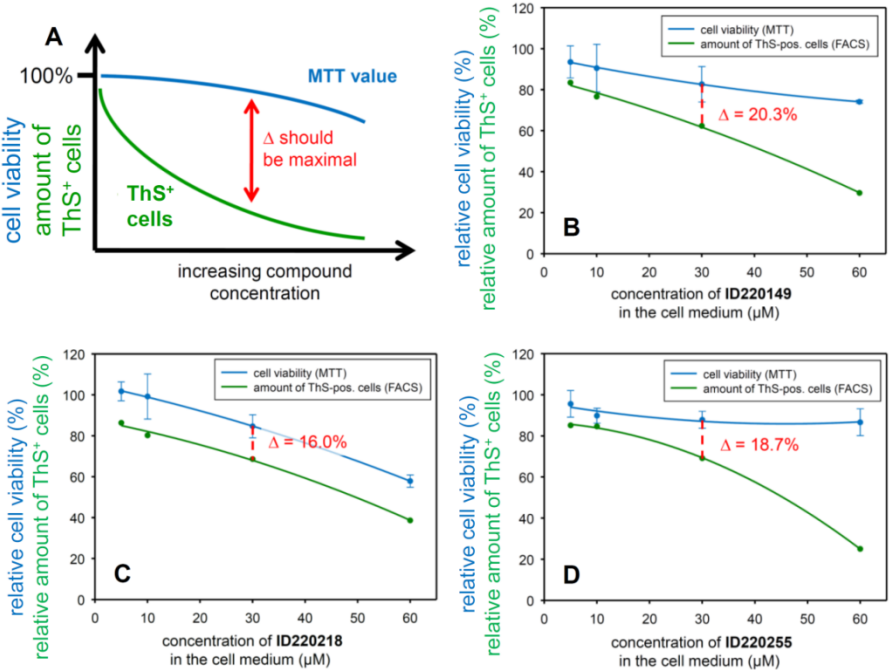 A
100%
cell viability
amount of
ThS+ cells
MTT value
Δ should
be maximal
ThS+
cells
increasing compound
concentration
B
relative cell viability (%)
relative amount of ThS+ cells (%)
120
100
80
60
40
20
0
cell viability (MTT)
amount of ThS-pos. cells (FACS)
Δ = 20.3%
0 10 20 30 40 50 60
concentration of ID220149
in the cell medium (µM)
C
relative cell viability (%)
relative amount of ThS+ cells (%)
120
100
80
60
40
20
0
cell viability (MTT)
amount of ThS-pos. cells (FACS)
Δ = 16.0%
0 10 20 30 40 50 60
concentration of ID220218
in the cell medium (µM)
D
relative cell viability (%)
relative amount of ThS+ cells (%)
120
100
80
60
40
20
0
cell viability (MTT)
amount of ThS-pos. cells (FACS)
Δ = 18.7%
0 10 20 30 40 50 60
concentration of ID220255
in the cell medium (µM)